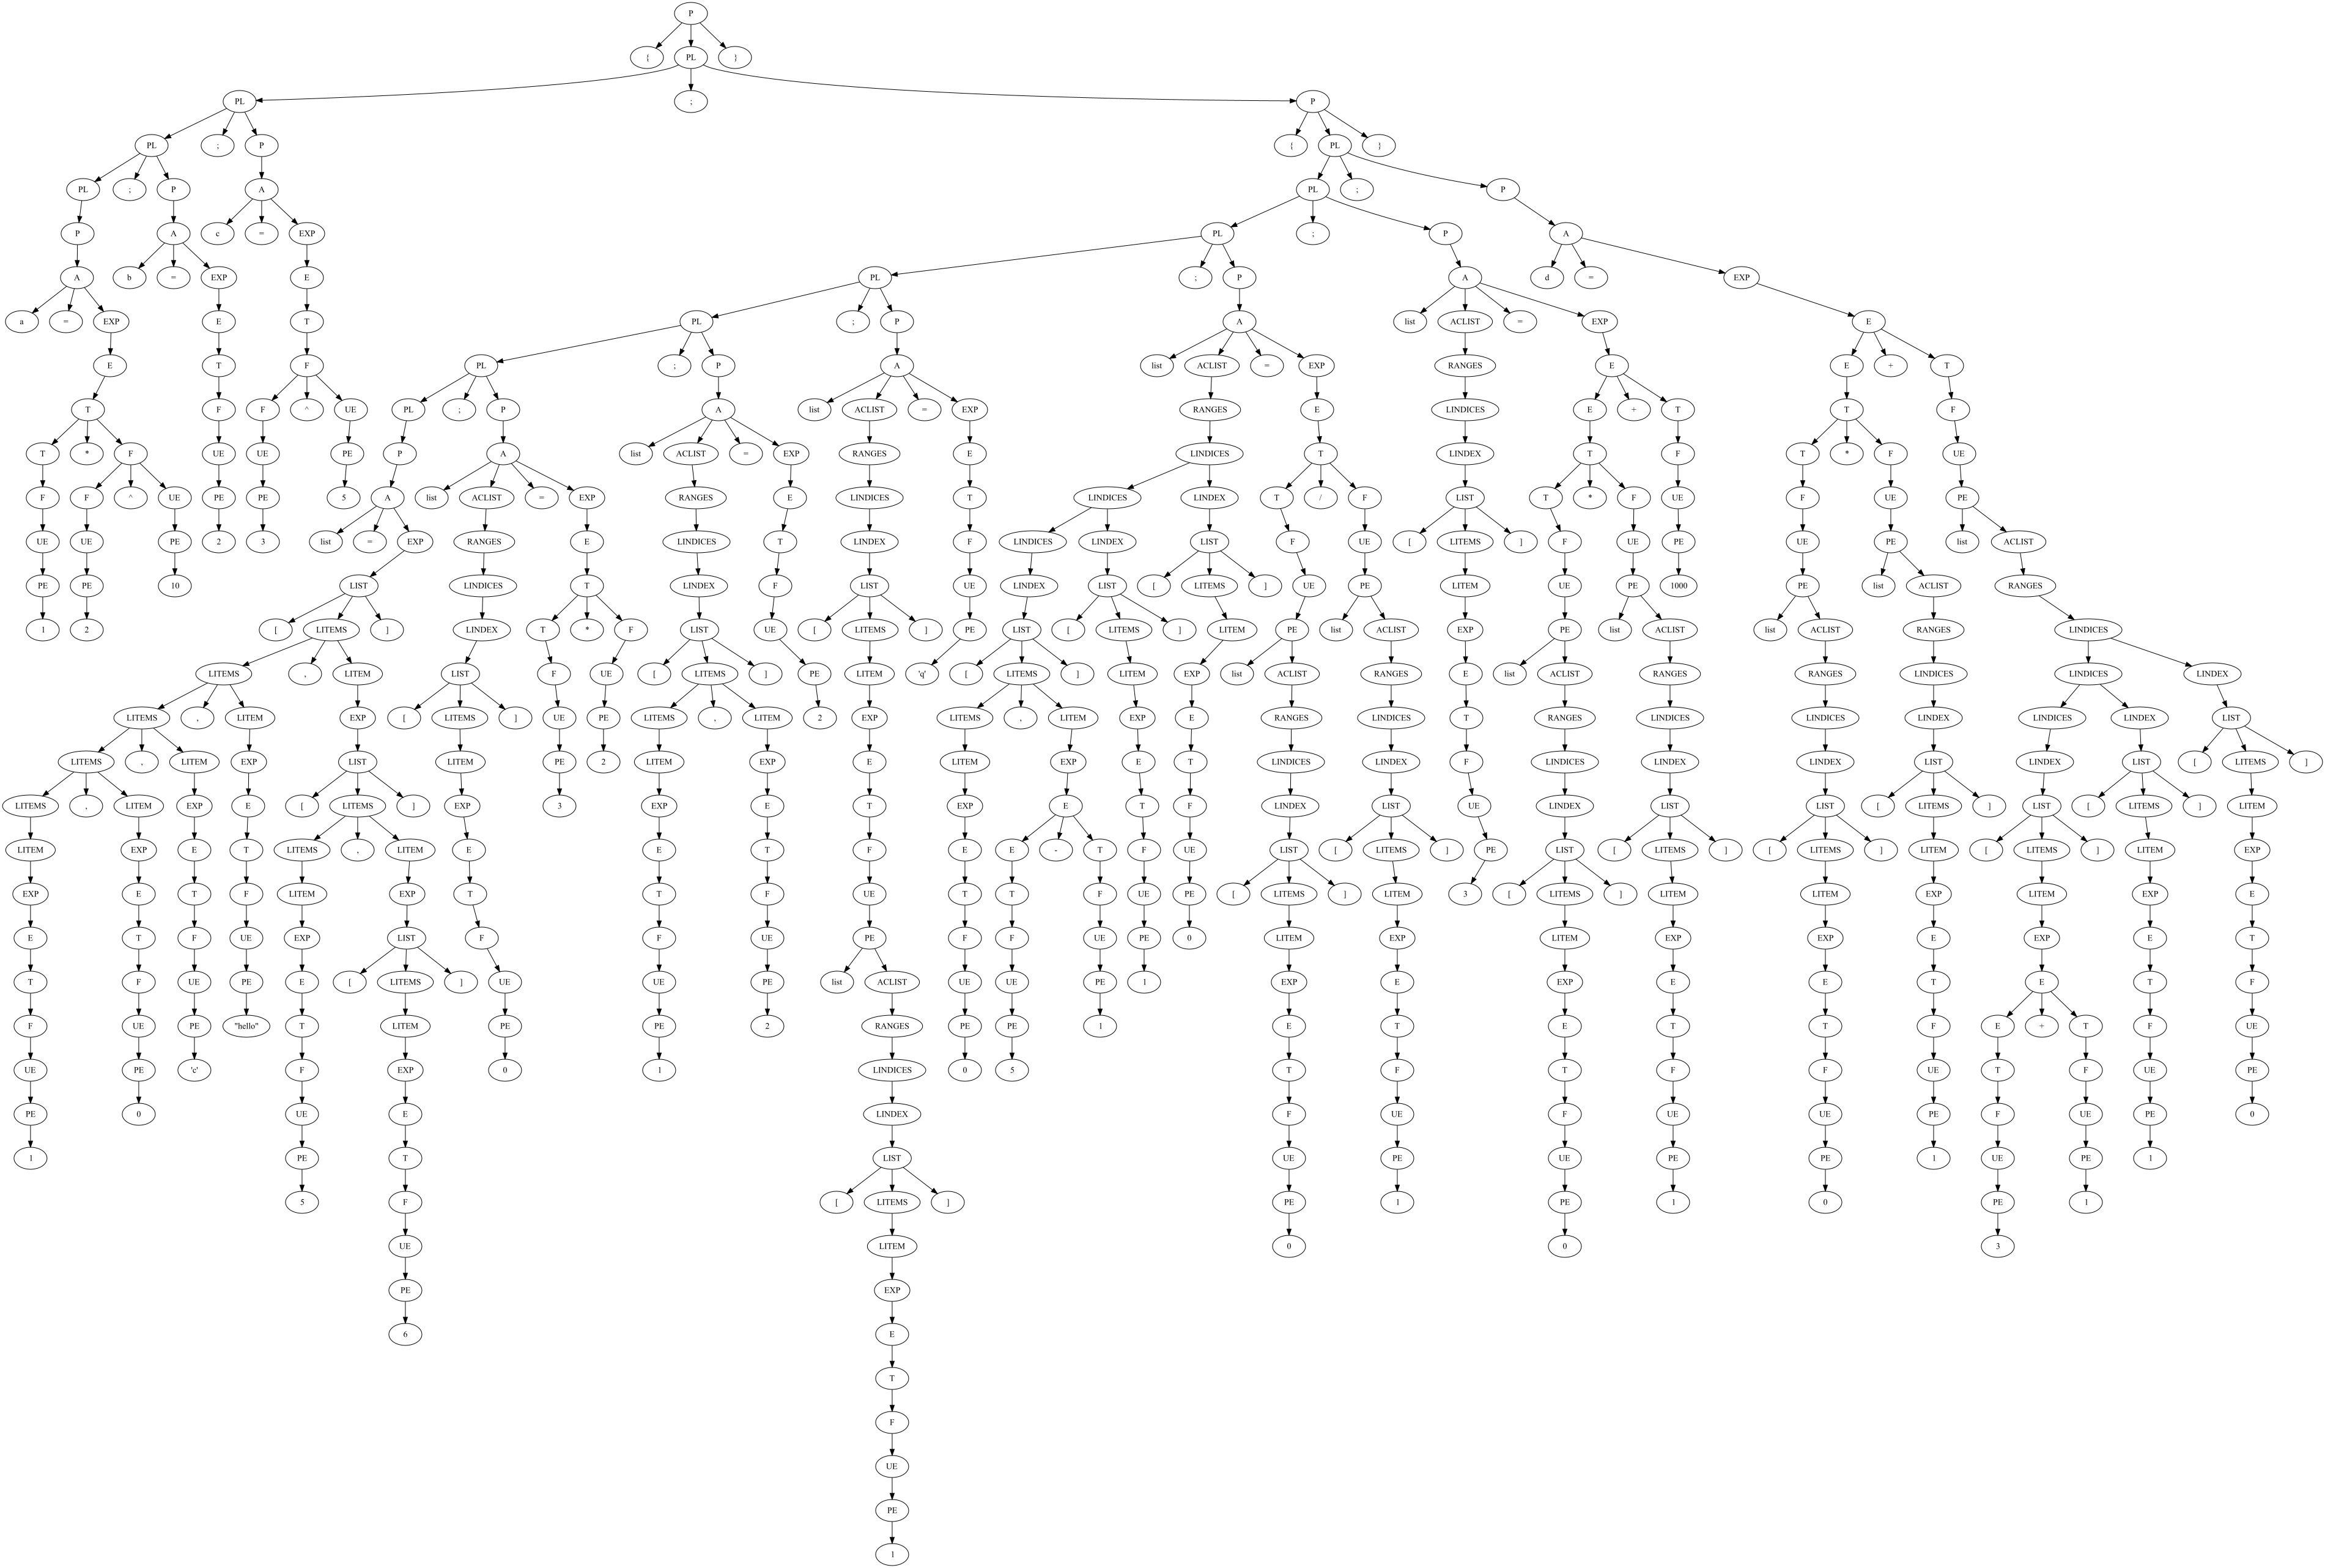 P
{ PL }
PL ; P
PL ; P { PL }
PL ; P A PL ; P
P A c = EXP PL ; P A
A b = EXP E PL ; P A d = EXP
a = EXP E T PL ; P A list ACLIST = EXP E
E T F PL ; P A list ACLIST = EXP RANGES E E + T
T F F ^ UE PL ; P A list ACLIST = EXP RANGES E LINDICES E + T T F
T * F UE UE PE P A list ACLIST = EXP RANGES E LINDICES T LINDEX T F T * F UE
F F ^ UE PE PE 5 A list ACLIST = EXP RANGES E LINDICES T LINDICES LINDEX T / F LIST T * F UE F UE PE
UE UE PE 2 3 list = EXP RANGES E LINDICES T LINDEX F LINDICES LINDEX LIST F UE [ LITEMS ] F UE PE UE PE list ACLIST
PE PE 10 LIST LINDICES T LINDEX F LIST UE LINDEX LIST [ LITEMS ] UE PE LITEM UE PE 1000 PE list ACLIST RANGES
1 2 [ LITEMS ] LINDEX T * F LIST UE [ LITEMS ] PE LIST [ LITEMS ] LITEM PE list ACLIST EXP PE list ACLIST list ACLIST RANGES LINDICES
LITEMS , LITEM LIST F UE [ LITEMS ] PE LITEM 'q' [ LITEMS ] LITEM EXP list ACLIST RANGES E list ACLIST RANGES RANGES LINDICES LINDICES LINDEX
LITEMS , LITEM EXP [ LITEMS ] UE PE LITEMS , LITEM 2 EXP LITEMS , LITEM EXP E RANGES LINDICES T RANGES LINDICES LINDICES LINDEX LINDICES LINDEX LIST
LITEMS , LITEM EXP LIST LITEM PE 2 LITEM EXP E LITEM EXP E T LINDICES LINDEX F LINDICES LINDEX LINDEX LIST LINDEX LIST [ LITEMS ]
LITEMS , LITEM EXP E [ LITEMS ] EXP 3 EXP E T EXP E T F LINDEX LIST UE LINDEX LIST LIST [ LITEMS ] LIST [ LITEMS ] LITEM
LITEM EXP E T LITEMS , LITEM E E T F E E - T F UE LIST [ LITEMS ] PE LIST [ LITEMS ] [ LITEMS ] LITEM [ LITEMS ] LITEM EXP
EXP E T F LITEM EXP T T F UE T T F UE PE [ LITEMS ] LITEM 3 [ LITEMS ] LITEM LITEM EXP LITEM EXP E
E T F UE EXP LIST F F UE PE F F UE PE 0 LITEM EXP LITEM EXP EXP E EXP E T
T F UE PE E [ LITEMS ] UE UE PE list ACLIST UE UE PE 1 EXP E EXP E E T E T F
F UE PE "hello" T LITEM PE PE 2 RANGES PE PE 1 E T E T T F E + T F UE
UE PE 'c' F EXP 0 1 LINDICES 0 5 T F T F F UE T F UE PE
PE 0 UE E LINDEX F UE F UE UE PE F UE PE 0
1 PE T LIST UE PE UE PE PE 1 UE PE 1
5 F [ LITEMS ] PE 1 PE 1 0 PE 1
UE LITEM 0 0 3
PE EXP
6 E
T
F
UE
PE
1